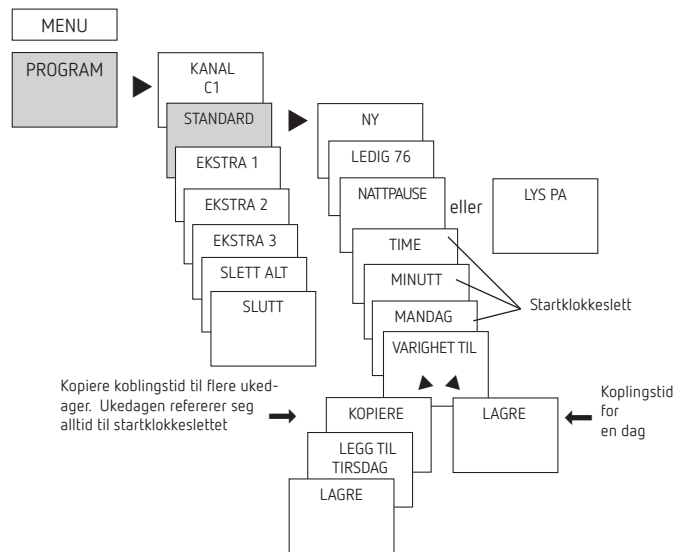 MENU
PROGRAM
KANAL
C1
STANDARD
EKSTRA 1
EKSTRA 2
EKSTRA 3
SLETT ALT
SLUTT
NY
LEDIG 76
NATTPAUSE
eller
LYS PA
TIME
MINUTT
MANDAG
Startklokkeslett
VARIGHET TIL
Kopiere koblingstid til flere uked-
ager. Ukedagen refererer seg
alltid til startklokkeslettet
KOPIERE
LEGG TIL
TIRSDAG
LAGRE
LAGRE
Koplingstid
for
en dag